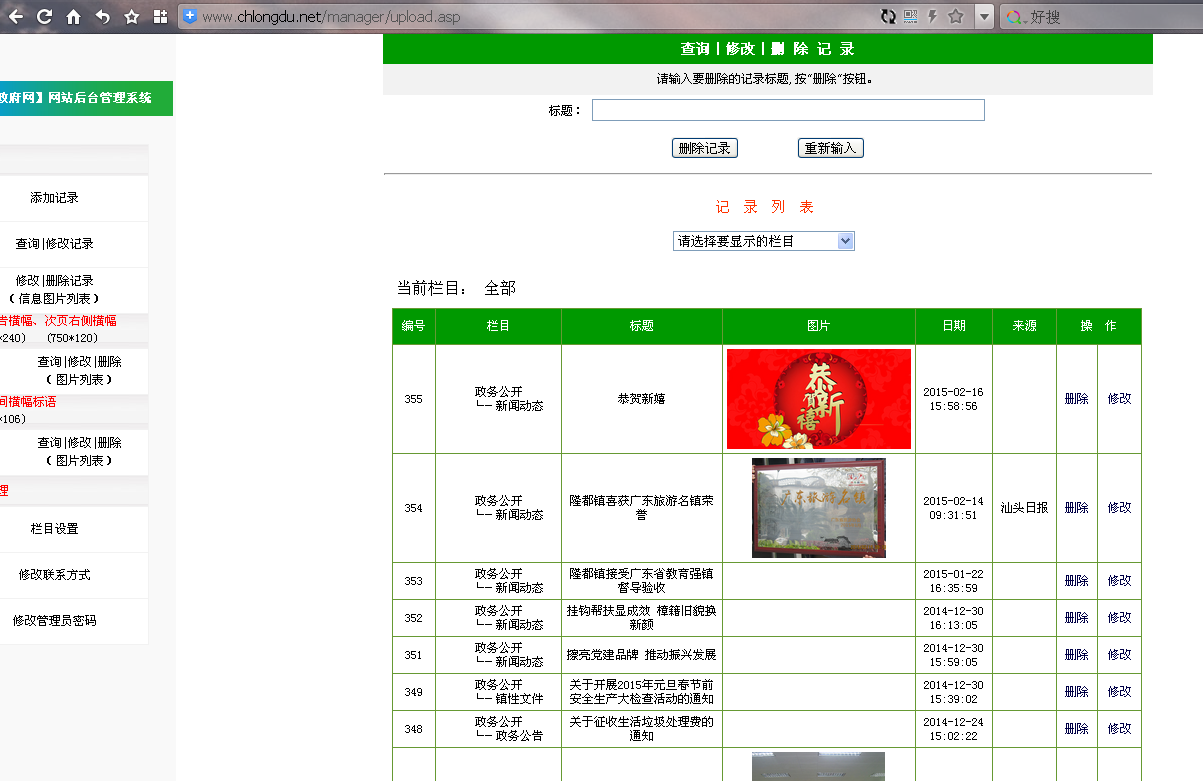 www.chlongdu.net/manager/upload.asp
好搜
查询 | 修改 | 删 除 记 录
请输入要删除的记录标题,按“删除”按钮。
政府网】网站后台管理系统
标题：
删除记录
重新输入
添加记录
查询|修改记录
修改|删除记录
( 信息图片列表 )
首横幅、次页右侧横幅
*240) (750*120)
查询|修改|删除
( 图片列表 )
间横幅标语
*106)
查询|修改|删除
( 图片列表 )
理
栏目设置
修改联系方式
修改管理员密码
记 录 列 表
请选择要显示的栏目
当前栏目： 全部
编号 栏目 标题 图片 日期 来源 操 作
355 政务公开 └─ 新闻动态 恭贺新熺 恭賀新禧 2015-02-16 15:58:56 删除 修改
354 政务公开 └─ 新闻动态 隆都镇喜获广东旅游名镇荣誉 广东旅游名镇 2015-02-14 09:31:51 汕头日报 删除 修改
353 政务公开 └─ 新闻动态 隆都镇接受广东省教育强镇督导验收 2015-01-22 16:35:59 删除 修改
352 政务公开 └─ 新闻动态 挂钩帮扶显成效 樟籍旧貌换新颜 2014-12-30 16:13:05 删除 修改
351 政务公开 └─ 新闻动态 擦亮党建品牌 推动振兴发展 2014-12-30 15:59:05 删除 修改
349 政务公开 └─ 镇性文件 关于开展2015年元旦春节前安全生产大检查活动的通知 2014-12-30 15:39:02 删除 修改
348 政务公开 └─ 政务公告 关于征收生活垃圾处理费的通知 2014-12-24 15:02:22 删除 修改